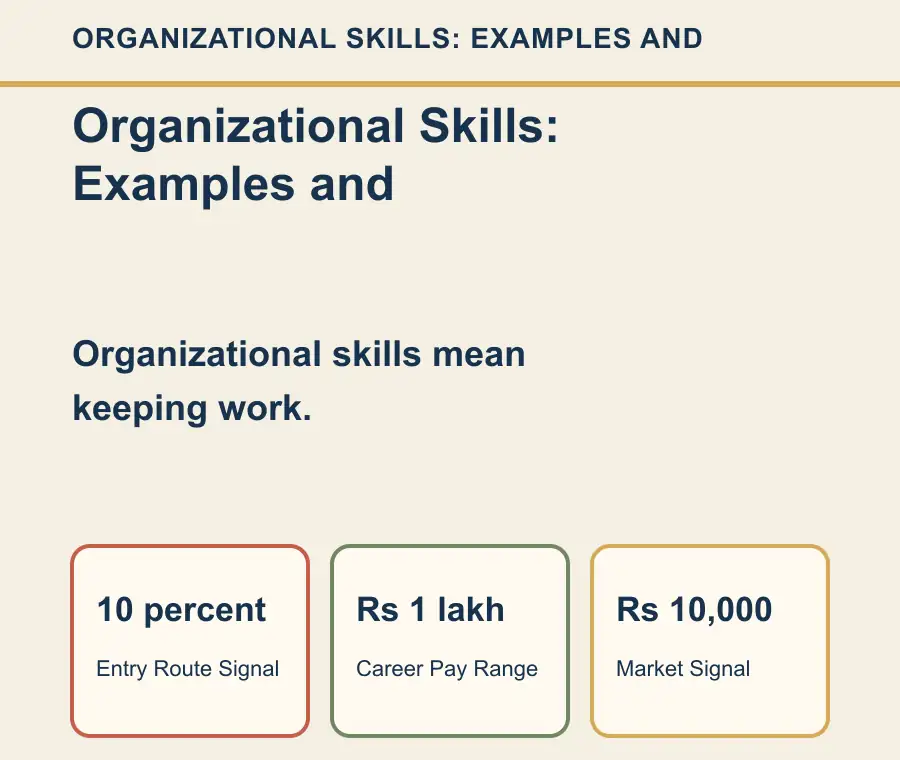 ORGANIZATIONAL SKILLS: EXAMPLES AND
Organizational Skills:
Examples and
Organizational skills mean
keeping work.
10 percent
Entry Route Signal
Rs 1 lakh
Career Pay Range
Rs 10,000
Market Signal